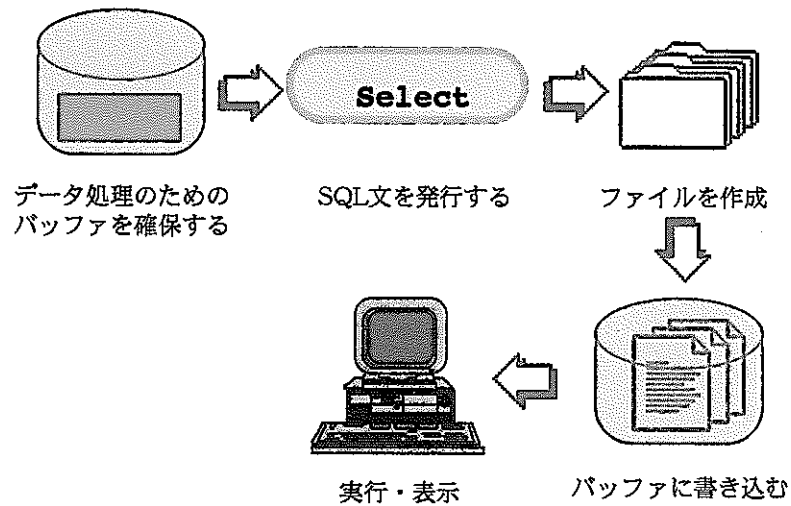 Select
データ処理のための
バッファを確保する
SQL文を発行する
ファイルを作成
実行・表示
バッファに書き込む